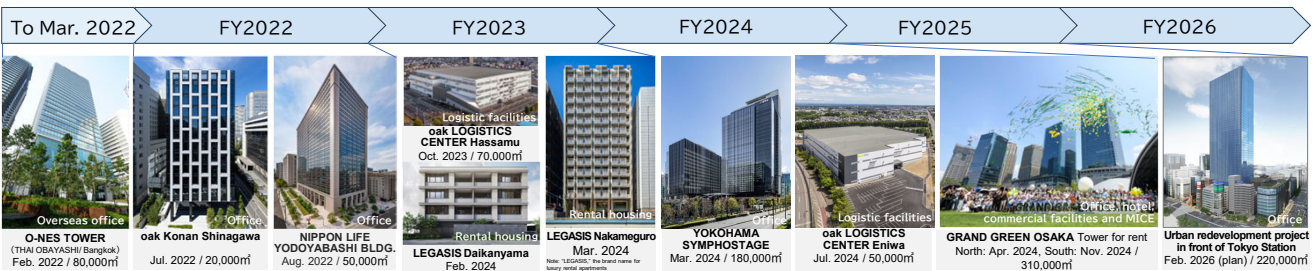 To Mar. 2022
FY2022
FY2023
FY2024
FY2025
FY2026
Overseas office
O-NES TOWER
(THAI OBAYASHI/ Bangkok)
Feb. 2022 / 80,000㎡
Office
oak Konan Shinagawa
Jul. 2022 / 20,000㎡
Office
NIPPON LIFE
YODOYABASHI BLDG.
Aug. 2022 / 50,000㎡
Logistic facilities
oak LOGISTICS
CENTER Hassamu
Oct. 2023 / 70,000㎡
Rental housing
LEGASIS Daikanyama
Feb. 2024
Rental housing
LEGASIS Nakameguro
Mar. 2024
Note: "LEGASIS," the brand name for
luxury rental apartments
Office
YOKOHAMA
SYMPHOSTAGE
Mar. 2024 / 180,000㎡
Logistic facilities
oak LOGISTICS
CENTER Eniwa
Jul. 2024 / 50,000㎡
Office, hotel,
commercial facilities and MICE
GRAND GREEN OSAKA Tower for rent
North: Apr. 2024, South: Nov. 2024 /
310,000㎡
Office
Urban redevelopment project
in front of Tokyo Station
Feb. 2026 (plan) / 220,000㎡